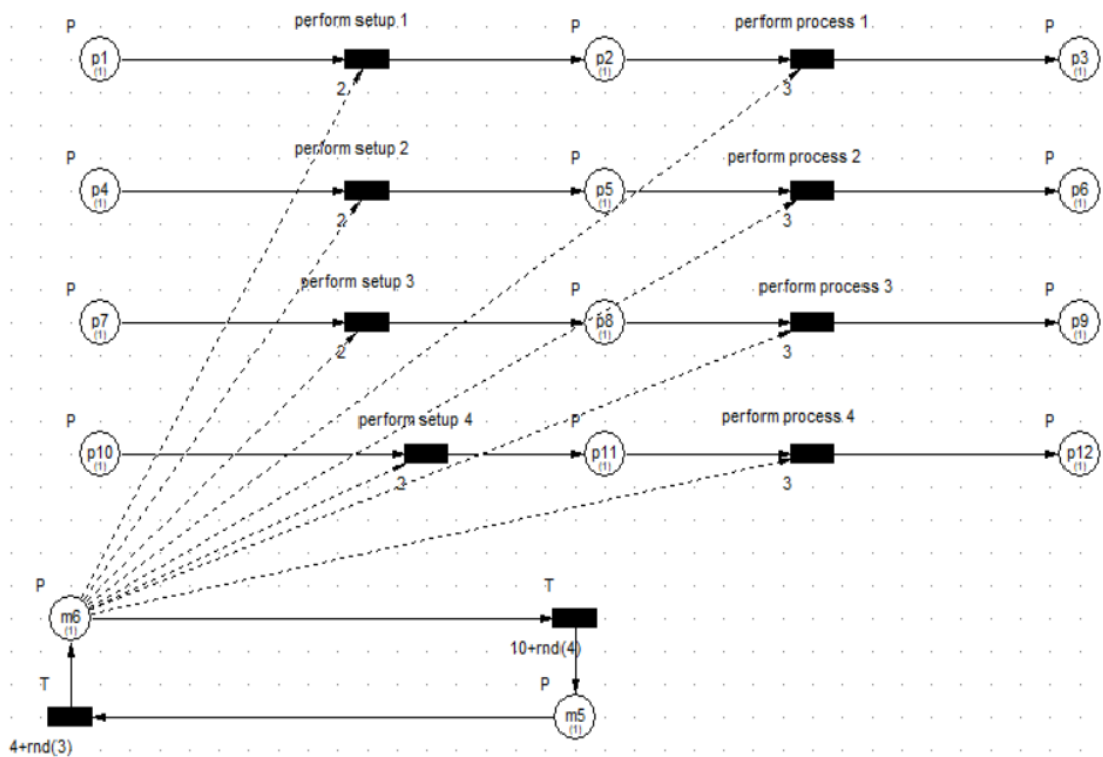 perform setup 1
perform process 1
P
P
P
p1
(1)
p2
(1)
p3
(1)
2
3
perform setup 2
perform process 2
P
P
P
p4
(1)
p5
(1)
p6
(1)
2
3
perform setup 3
perform process 3
P
P
P
p7
(1)
p8
(1)
p9
(1)
2
3
perform setup 4
perform process 4
P
P
P
p10
(1)
p11
(1)
p12
(1)
2
3
P
T
m6
(1)
10+rnd(4)
T
P
m5
(1)
4+rnd(3)